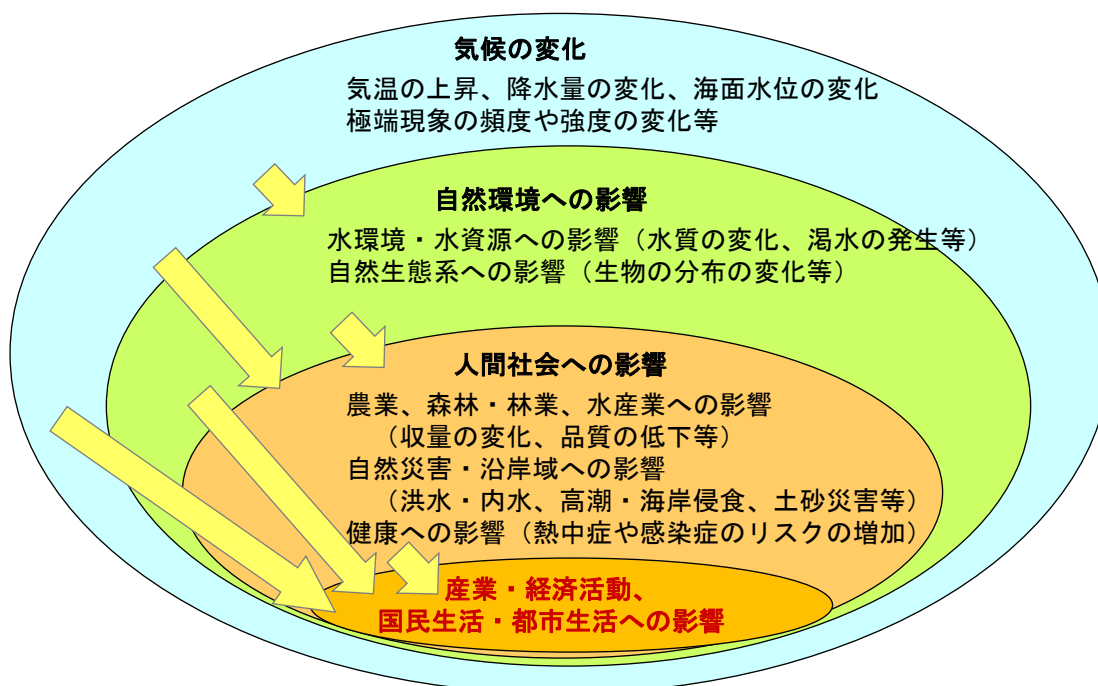 気候の変化
気温の上昇、降水量の変化、海面水位の変化
極端現象の頻度や強度の変化等
自然環境への影響
水環境・水資源への影響（水質の変化、渇水の発生等）
自然生態系への影響（生物の分布の変化等）
人間社会への影響
農業、森林・林業、水産業への影響
（収量の変化、品質の低下等）
自然災害・沿岸域への影響
（洪水・内水、高潮・海岸侵食、土砂災害等）
健康への影響（熱中症や感染症のリスクの増加）
産業・経済活動、
国民生活・都市生活への影響